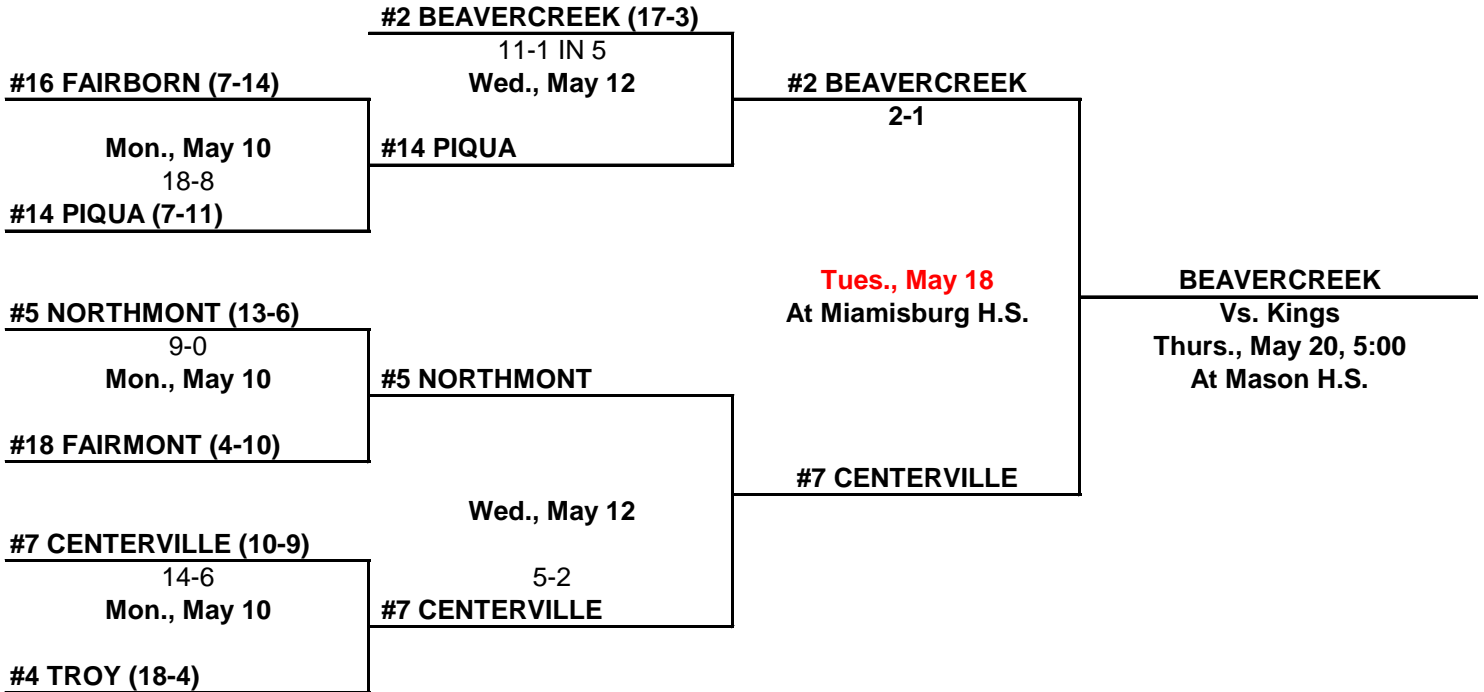 #2 BEAVERCREEK (17-3)
11-1 IN 5
Wed., May 12
#16 FAIRBORN (7-14)
Mon., May 10
18-8
#14 PIQUA (7-11)
#14 PIQUA
#2 BEAVERCREEK
2-1
Tues., May 18
At Miamisburg H.S.
BEAVERCREEK
Vs. Kings
Thurs., May 20, 5:00
At Mason H.S.
#5 NORTHMONT (13-6)
9-0
Mon., May 10
#18 FAIRMONT (4-10)
#5 NORTHMONT
Wed., May 12
5-2
#7 CENTERVILLE
#7 CENTERVILLE
#7 CENTERVILLE (10-9)
14-6
Mon., May 10
#4 TROY (18-4)